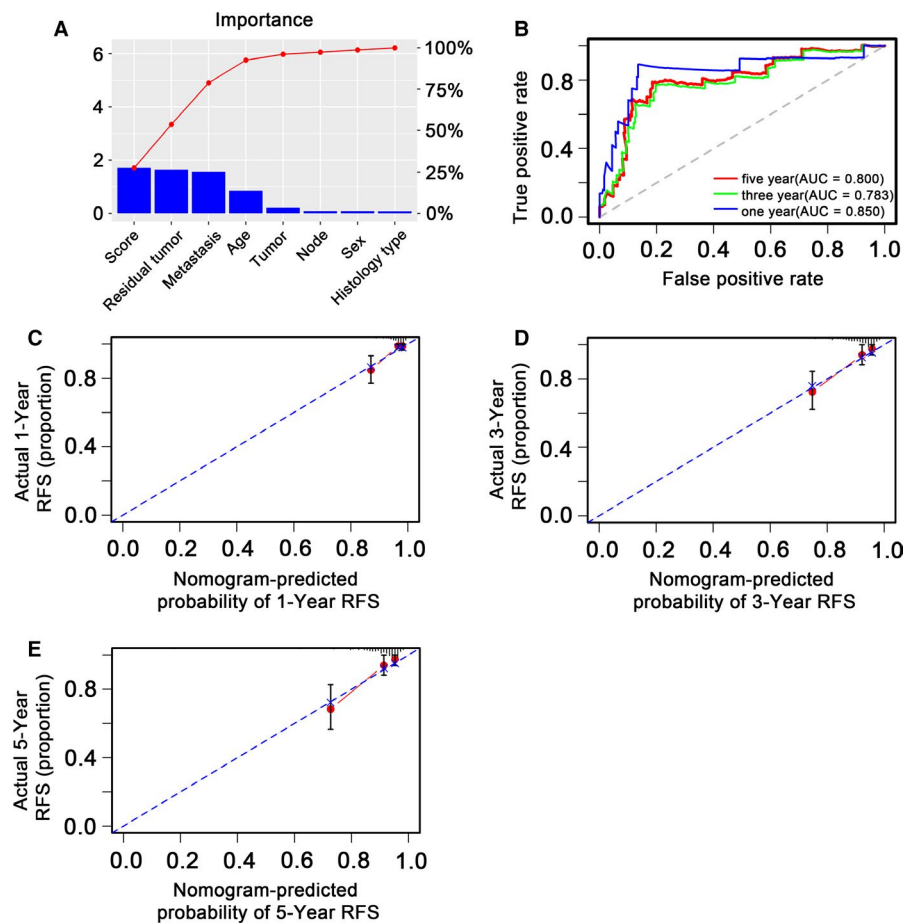 A
Importance
6
4
2
0
100%
75%
50%
25%
0%
Score
Residual tumor
Metastasis
Age
Tumor
Node
Sex
Histology type
B
True positive rate
0.8
0.4
0.0
five year(AUC = 0.800)
three year(AUC = 0.783)
one year(AUC = 0.850)
0.0 0.2 0.4 0.6 0.8 1.0
False positive rate
C
Actual 1-Year
RFS (proportion)
0.8
0.4
0.0
0.0 0.2 0.4 0.6 0.8 1.0
Nomogram-predicted
probability of 1-Year RFS
D
Actual 3-Year
RFS (proportion)
0.8
0.4
0.0
0.0 0.2 0.4 0.6 0.8 1.0
Nomogram-predicted
probability of 3-Year RFS
E
Actual 5-Year
RFS (proportion)
0.8
0.4
0.0
0.0 0.2 0.4 0.6 0.8 1.0
Nomogram-predicted
probability of 5-Year RFS